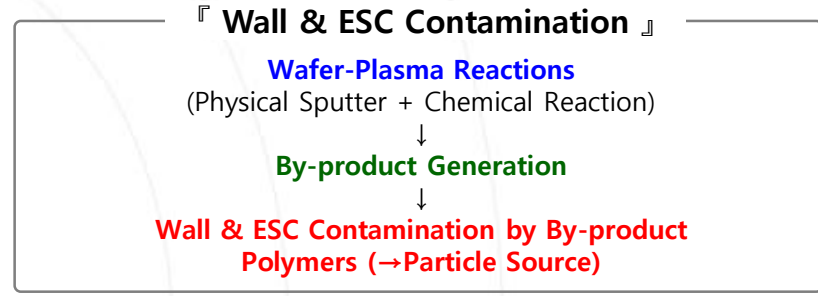 『 Wall & ESC Contamination 』
Wafer-Plasma Reactions
(Physical Sputter + Chemical Reaction)
↓
By-product Generation
↓
Wall & ESC Contamination by By-product
Polymers (→Particle Source)